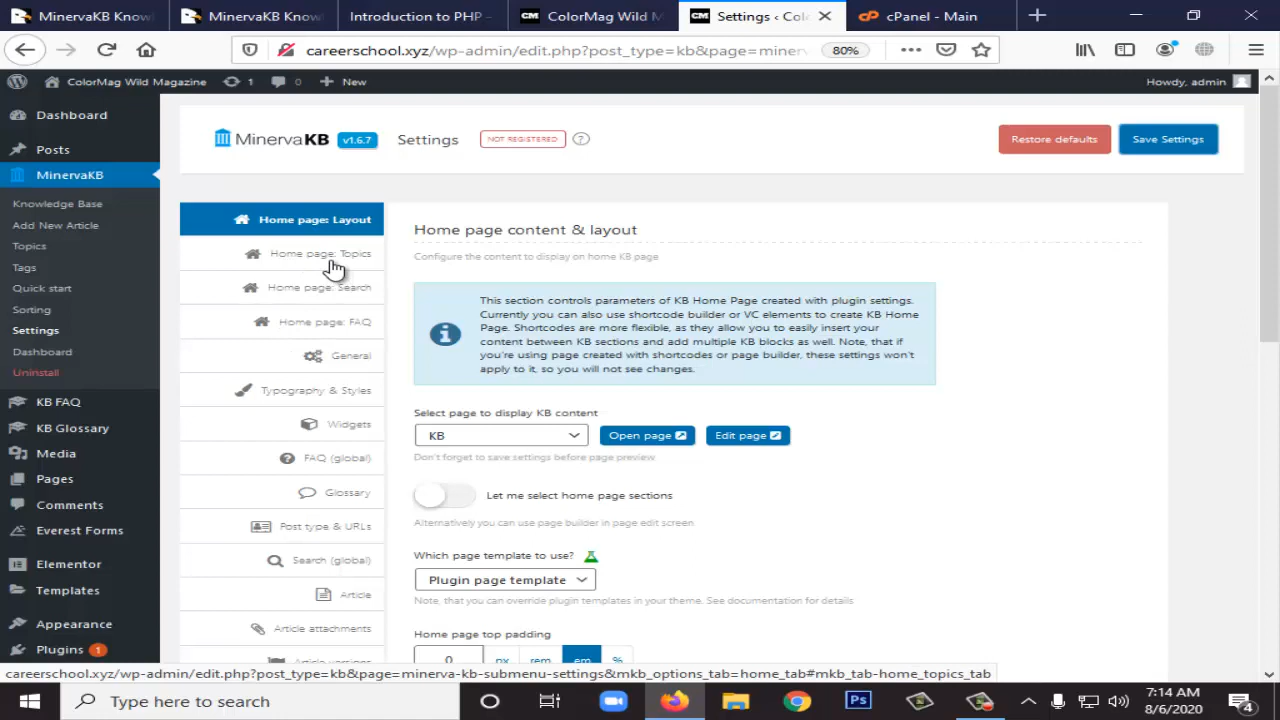 MinervaKB Know
MinervaKB Know
Introduction to PHP -
CM ColorMag Wild M
CM Settings ‹ Col
cP cPanel - Main
careerschool.xyz/wp-admin/edit.php?post_type=kb&page=minerv
80%
ColorMag Wild Magazine
1
0
New
Howdy, admin
Dashboard
Posts
MinervaKB
Knowledge Base
Add New Article
Topics
Tags
Quick start
Sorting
Settings
Dashboard
Uninstall
KB FAQ
KB Glossary
Media
Pages
Comments
Everest Forms
Elementor
Templates
Appearance
Plugins 1
MinervaKB v1.6.7 Settings NOT REGISTERED ?
Restore defaults
Save Settings
Home page: Layout
Home page: Topics
Home page: Search
Home page: FAQ
General
Typography & Styles
Widgets
FAQ (global)
Glossary
Post type & URLs
Search (global)
Article
Article attachments
Article versions
Home page content & layout
Configure the content to display on home KB page
This section controls parameters of KB Home Page created with plugin settings.
Currently you can also use shortcode builder or VC elements to create KB Home
Page. Shortcodes are more flexible, as they allow you to easily insert your
content between KB sections and add multiple KB blocks as well. Note, that if
you're using page created with shortcodes or page builder, these settings won't
apply to it, so you will not see changes.
Select page to display KB content
KB
Open page
Edit page
Don't forget to save settings before page preview.
Let me select home page sections
Alternatively you can use page builder in page edit screen
Which page template to use?
Plugin page template
Note, that you can override plugin templates in your theme. See documentation for details
Home page top padding
0 px rem em %
careerschool.xyz/wp-admin/edit.php?post_type=kb&page=minerva-kb-submenu-settings&mkb_options_tab=home_tab#mkb_tab-home_topics_tab
Type here to search
Ps
7:14 AM
8/6/2020
4